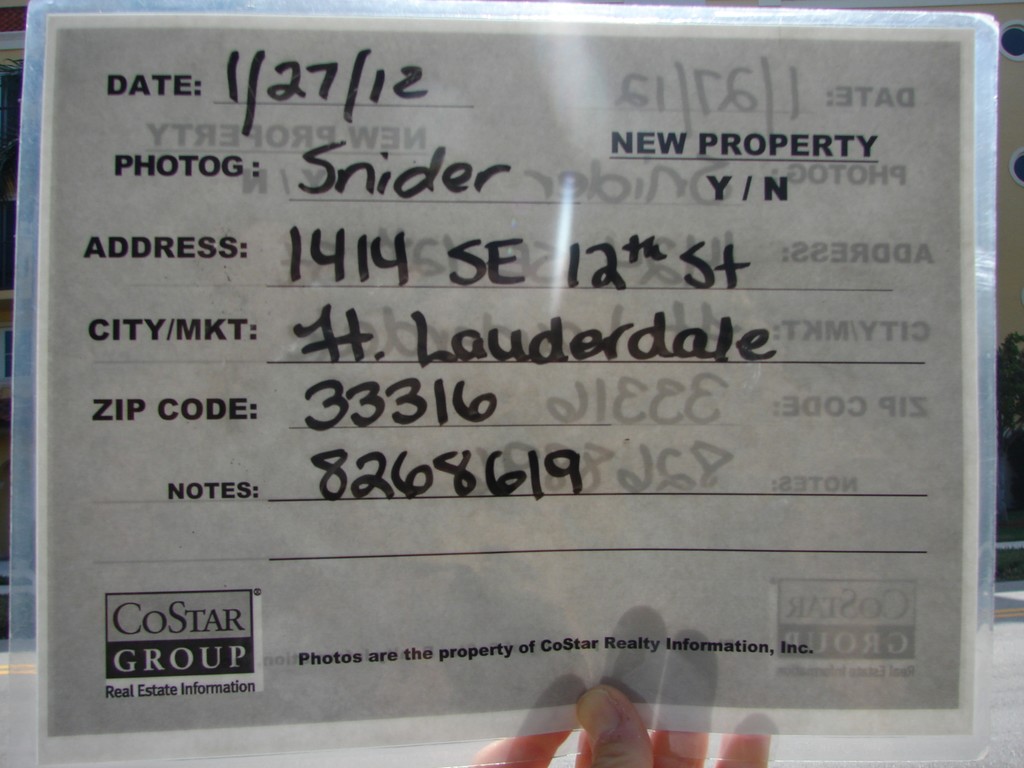 DATE: 1/27/12
NEW PROPERTY
PHOTOG: Snider
Y / N
ADDRESS: 1414 SE 12th St
CITY/MKT: Ft. Lauderdale
ZIP CODE: 33316
NOTES: 8268619
COSTAR®
GROUP
Real Estate Information
Photos are the property of CoStar Realty Information, Inc.